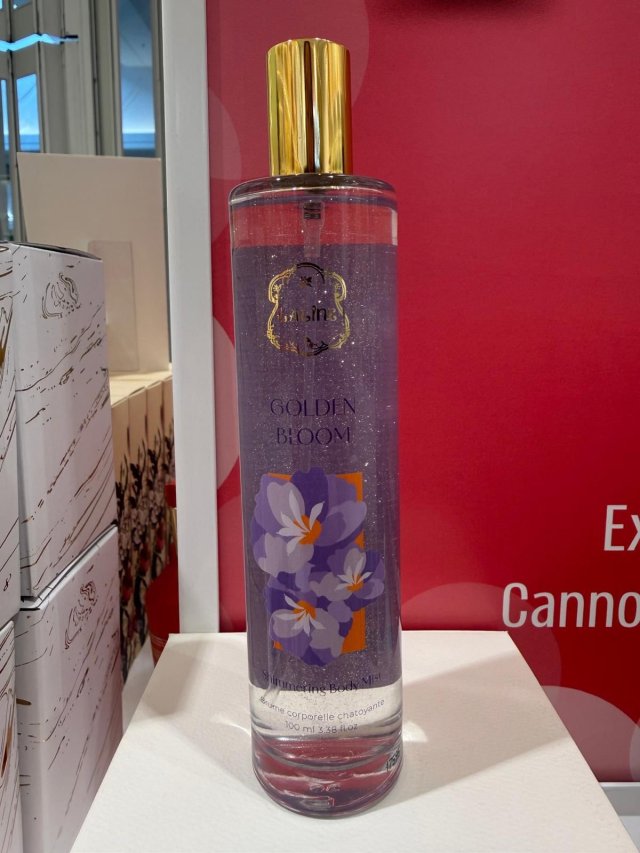 GOLDEN
BLOOM
Shimmering Body Mist
Brume corporelle chatoyante
100 ml 3.38 fl.oz
Ex
Canno